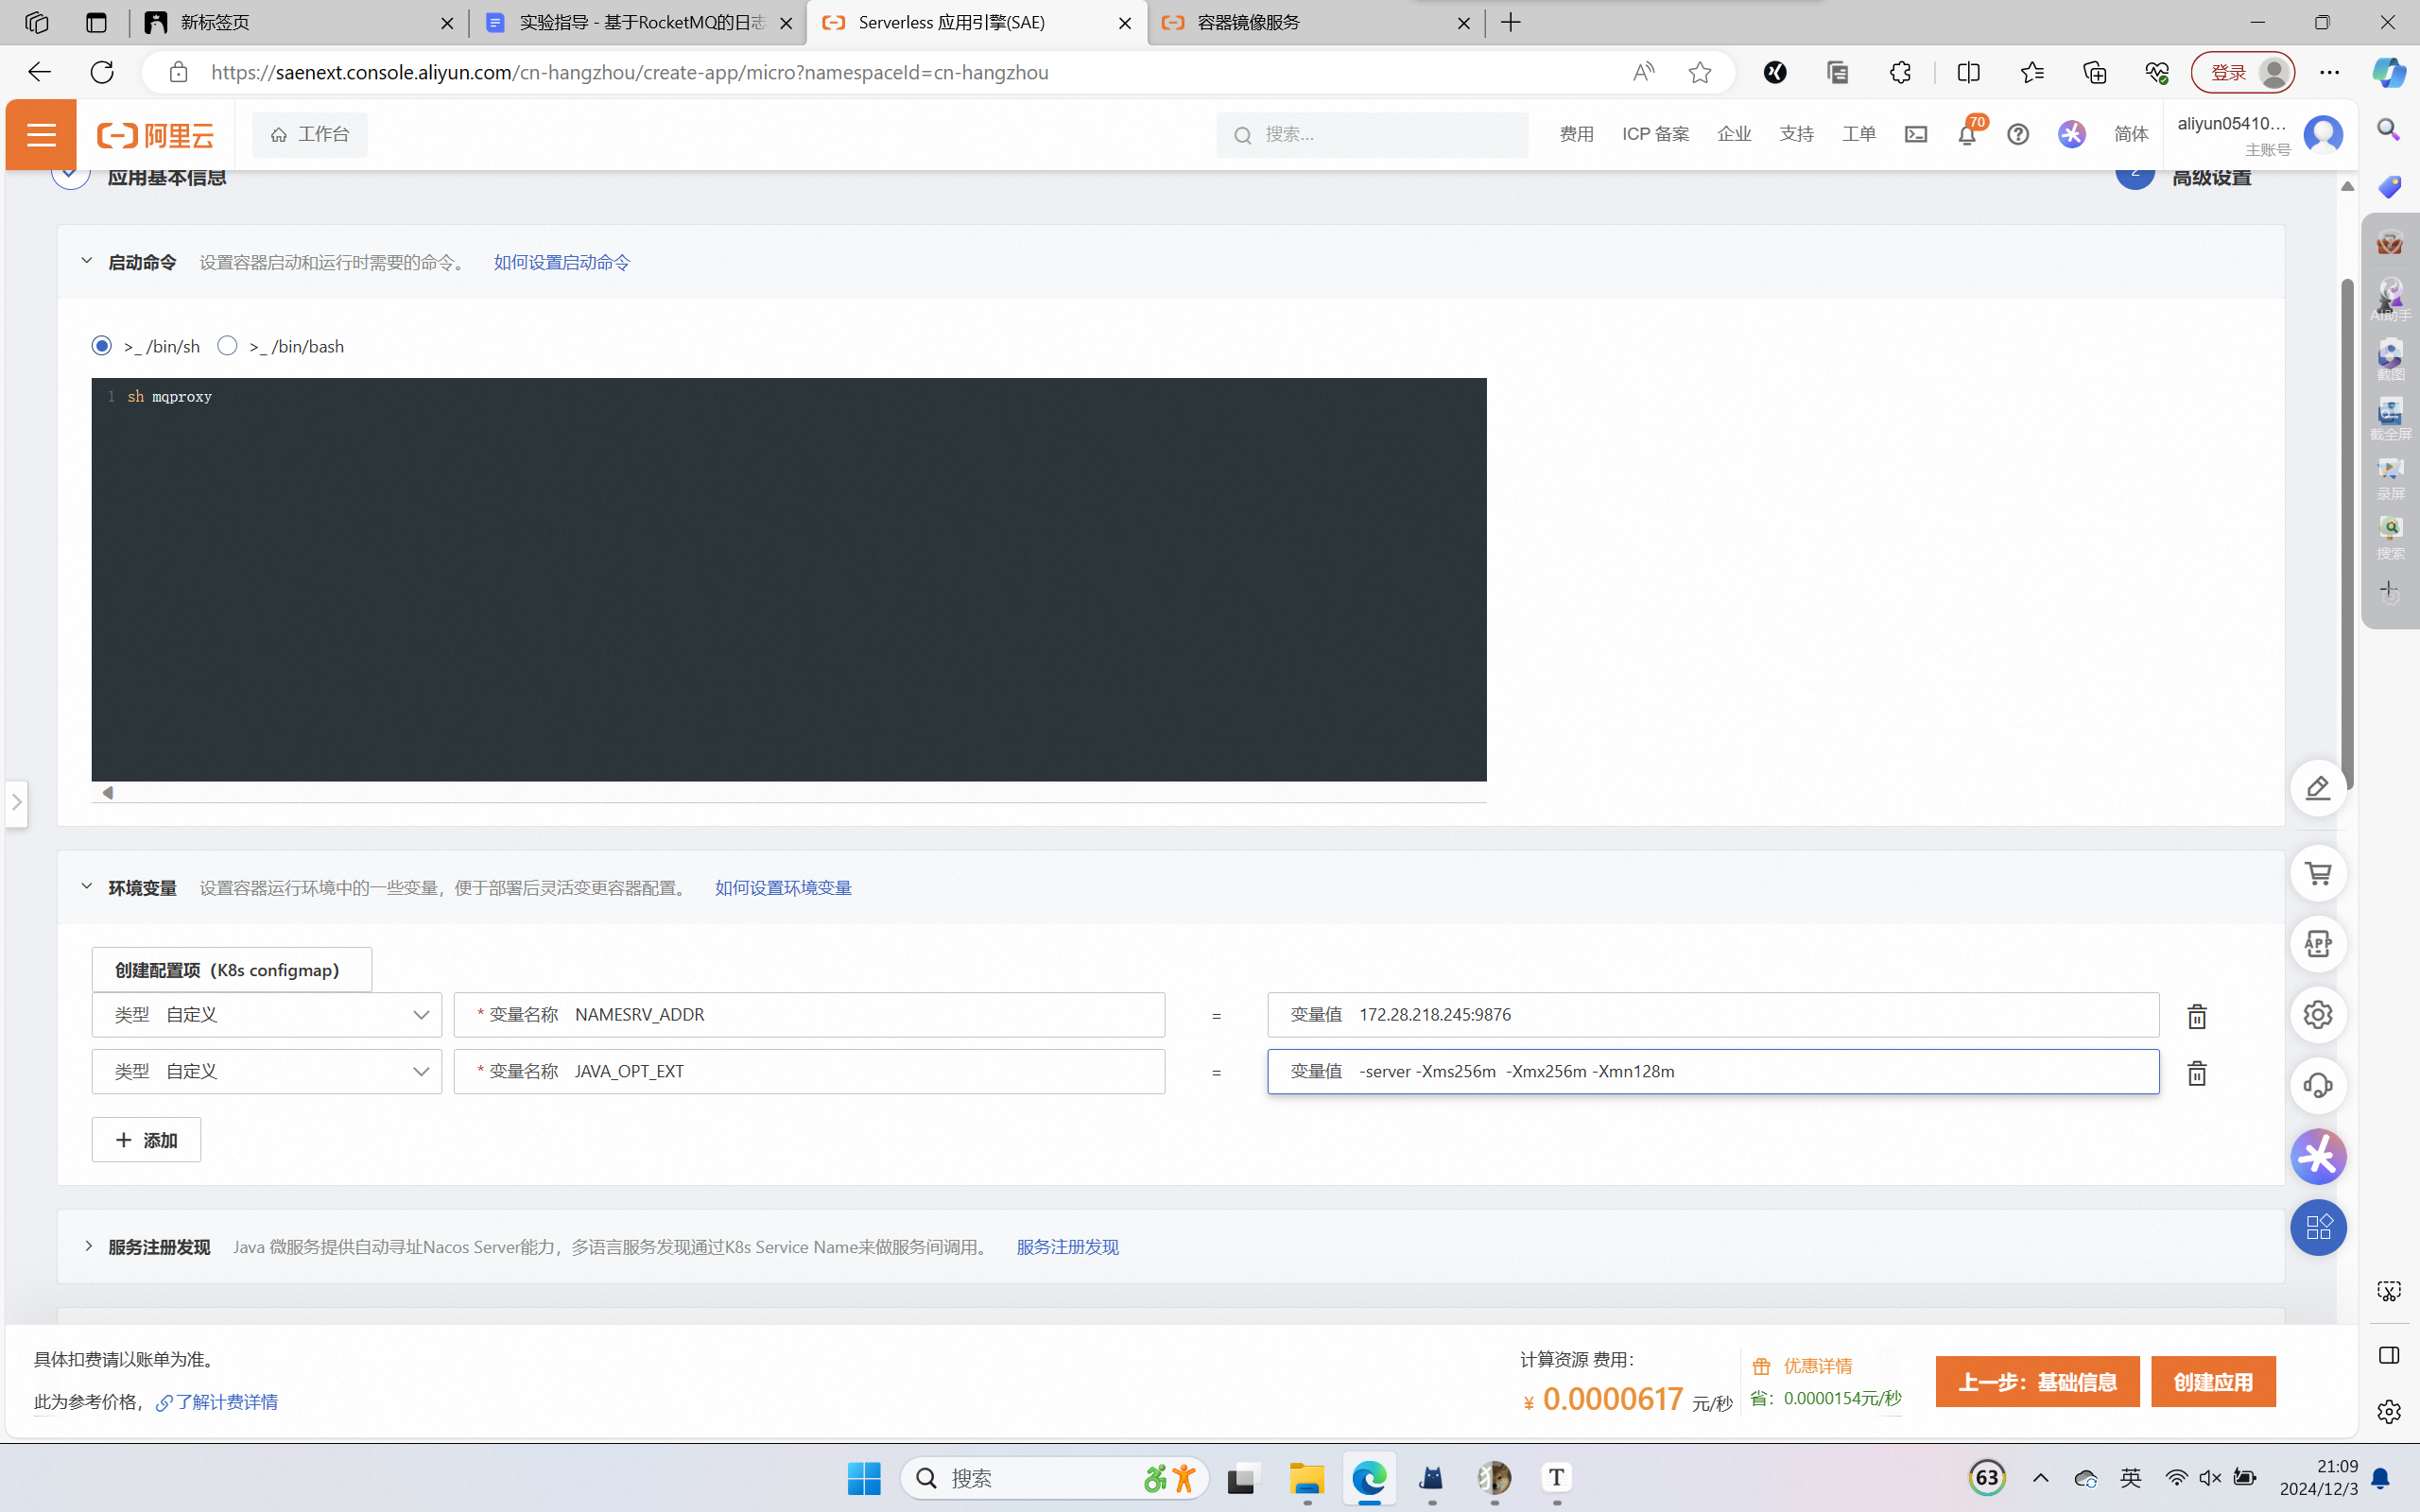 新标签页
实验指导 - 基于RocketMQ的日志
Serverless 应用引擎(SAE)
容器镜像服务
https://saenext.console.aliyun.com/cn-hangzhou/create-app/micro?namespaceId=cn-hangzhou
登录
阿里云
工作台
搜索...
费用
ICP 备案
企业
支持
工单
70
简体
aliyun05410...
主账号
应用基本信息
2
高级设置
启动命令 设置容器启动和运行时需要的命令。 如何设置启动命令
>_ /bin/sh >_ /bin/bash
1 sh mqproxy
环境变量 设置容器运行环境中的一些变量，便于部署后灵活变更容器配置。 如何设置环境变量
创建配置项（K8s configmap）
类型 自定义 * 变量名称 NAMESRV_ADDR = 变量值 172.28.218.245:9876
类型 自定义 * 变量名称 JAVA_OPT_EXT = 变量值 -server -Xms256m  -Xmx256m -Xmn128m
添加
服务注册发现 Java 微服务提供自动寻址Nacos Server能力，多语言服务发现通过K8s Service Name来做服务间调用。 服务注册发现
具体扣费请以账单为准。
此为参考价格， 了解计费详情
计算资源 费用：
¥ 0.0000617 元/秒
优惠详情
省： 0.0000154元/秒
上一步：基础信息
创建应用
APP
AI助手
截图
截全屏
录屏
搜索
搜索
T
63
英
21:09
2024/12/3